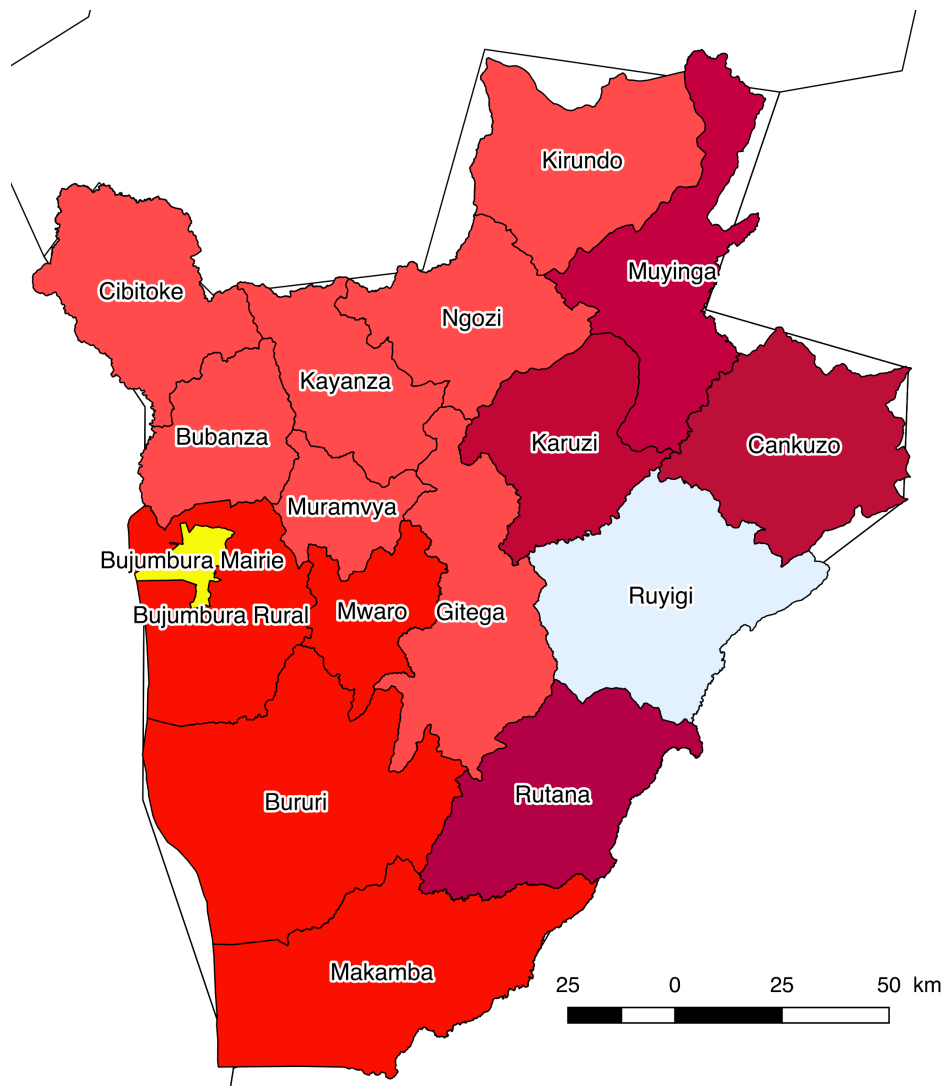 Kirundo
Muyinga
Cibitoke
Ngozi
Kayanza
Bubanza
Karuzi
Cankuzo
Muramvya
Bujumbura Mairie
Ruyigi
Bujumbura Rural
Mwaro
Gitega
Rutana
Bururi
Makamba
25 0 25 50 km